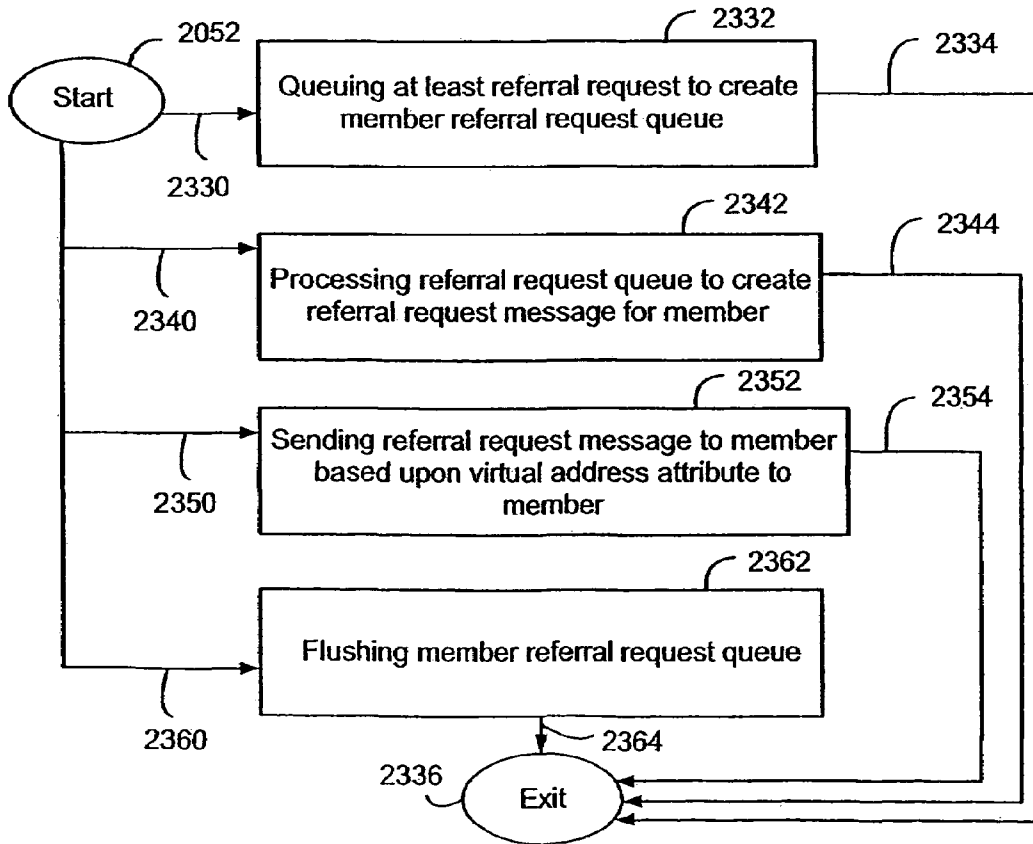 2052
2332
2334
Start
Queuing at least referral request to create
member referral request queue
2330
2342
2344
Processing referral request queue to create
referral request message for member
2340
2352
2354
Sending referral request message to member
based upon virtual address attribute to
member
2350
2362
Flushing member referral request queue
2360
2364
2336
Exit